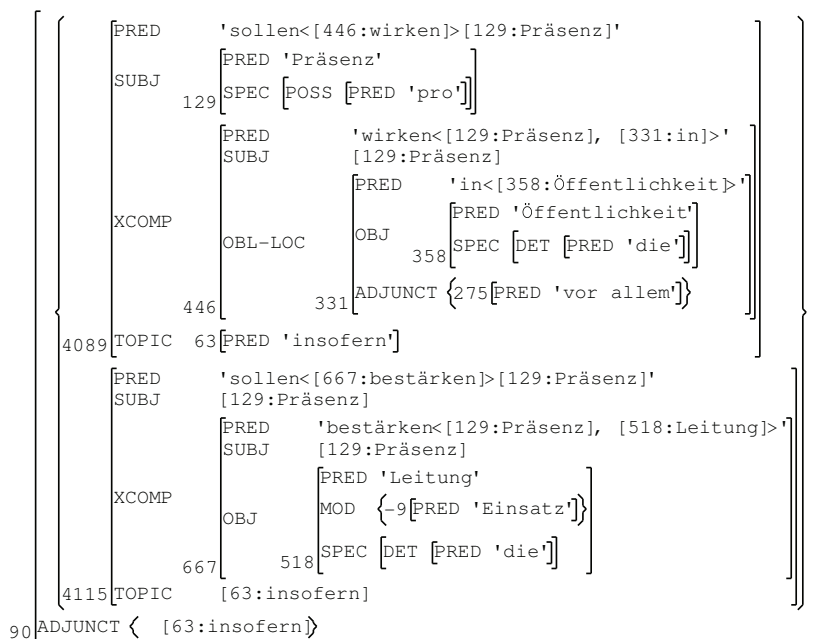 PRED 'sollen<[446:wirken]>[129:Präsenz]'
PRED 'Präsenz'
SUBJ
129 SPEC [POSS [PRED 'pro']]
PRED 'wirken<[129:Präsenz], [331:in]>'
SUBJ [129:Präsenz]
PRED 'in<[358:Öffentlichkeit]>'
XCOMP
PRED 'Öffentlichkeit'
OBL-LOC OBJ
358 SPEC [DET [PRED 'die']]
446 331 ADJUNCT {275[PRED 'vor allem']}
4089 TOPIC 63[PRED 'insofern']
PRED 'sollen<[667:bestärken]>[129:Präsenz]'
SUBJ [129:Präsenz]
PRED 'bestärken<[129:Präsenz], [518:Leitung]>'
SUBJ [129:Präsenz]
PRED 'Leitung'
XCOMP
OBJ MOD {-9[PRED 'Einsatz']}
667 518 SPEC [DET [PRED 'die']]
4115 TOPIC [63:insofern]
90 ADJUNCT { [63:insofern]}